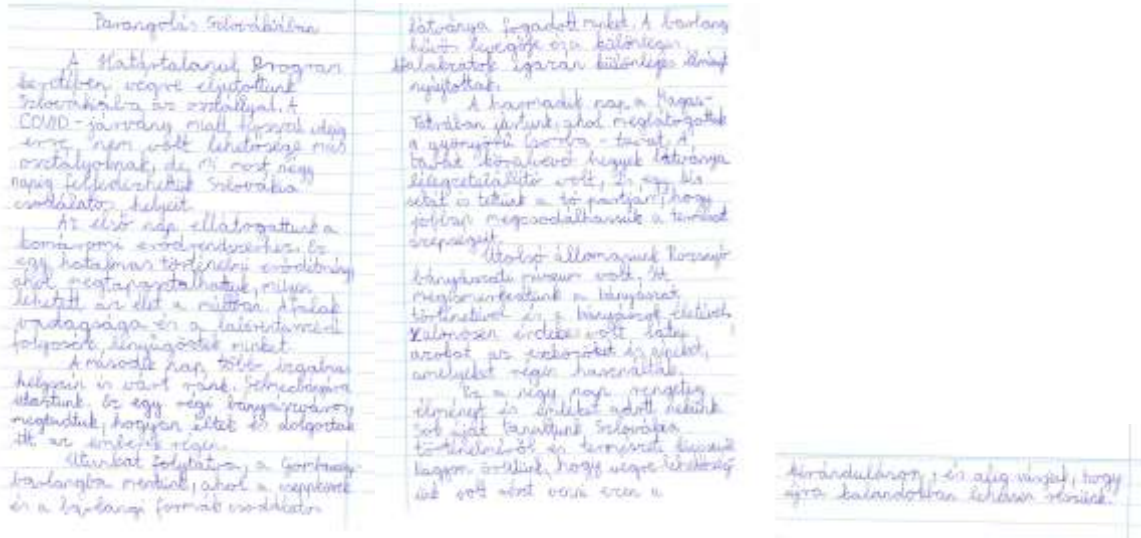 Barangolás Szlovákiában
A Határtalanul Program
keretében végre eljutottunk
Szlovákiába az osztállyal. A
COVID-járvány miatt hosszú ideig
erre nem volt lehetősége más
osztályoknak, de mi most négy
napig felfedezhettük Szlovákia
csodálatos helyeit.
Az első nap ellátogattunk a
komáromi erődrendszerhez. Ez
egy hatalmas történelmi erődítmény
ahol megtapasztalhattuk, milyen
lehetett az élet a múltban. A falak
vastagsága és a labirintusszerű
folyosók lenyűgöztek minket.
A második nap több izgalmas
helyszín is várt ránk. Selmecbányára
utaztunk. Ez egy régi bányászváros
megtudtuk, hogyan éltek és dolgoztak
itt az emberek régen.
Utunkat folytatva, a Gombaszögi
barlangba mentünk, ahol a cseppkövek
és a barlangi formák csodálatos
látványa fogadott minket. A barlang
hűvös levegője és a különleges
alakzatok igazán különleges élményt
nyújtottak.
A harmadik nap a Magas-
Tátrában jártunk, ahol meglátogattuk
a gyönyörű Csorba-tavat. A
tavat körülvevő hegyek látványa
lélegzetelállító volt, és egy kis
sétát is tettünk a tó partján, hogy
jobban megcsodálhassuk a természet
szépségeit.
Utolsó állomásunk Rozsnyó
bányászati múzeum volt. Itt
megismerkedtünk a bányászat
történetével és a bányászok életével
Különösen érdekes volt látni
azokat az eszközöket és gépeket,
amelyeket régen használtak.
Ez a négy nap rengeteg
élményt és emléket adott nekünk
Sok újat tanultunk Szlovákia
történelméről és természeti kincseiről
Nagyon örülünk, hogy végre lehetőség
ünk volt részt venni ezen a
kiránduláson, és alig várjuk, hogy
újra kalandokban lehessen részünk.